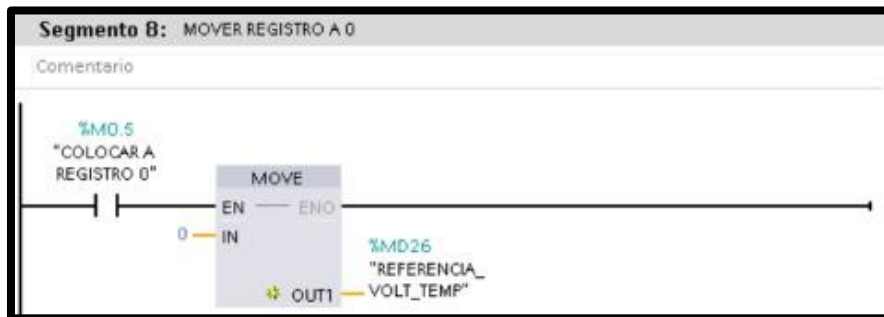 Segmento 8: MOVER REGISTRO A 0
Comentario
%M0.5
"COLOCAR A
REGISTRO 0"
MOVE
EN ENO
0 IN
%MD26
"REFERENCIA_
VOLT_TEMP"
OUT1